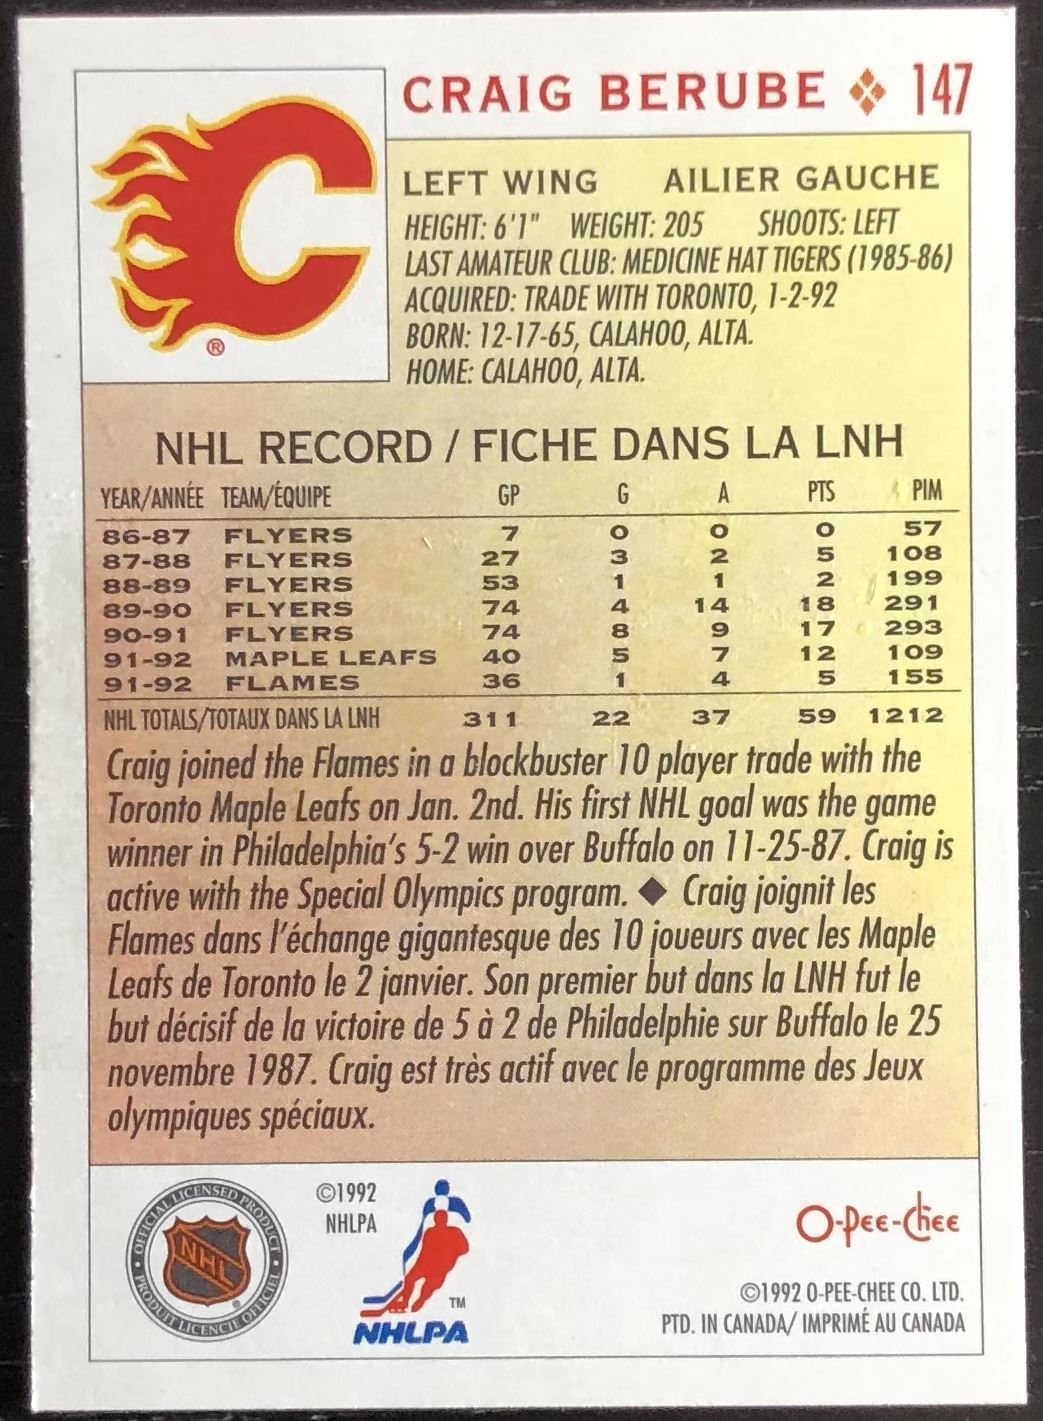 CRAIG BERUBE 147
LEFT WING AILIER GAUCHE
HEIGHT: 6'1" WEIGHT: 205 SHOOTS: LEFT
LAST AMATEUR CLUB: MEDICINE HAT TIGERS (1985-86)
ACQUIRED: TRADE WITH TORONTO, 1-2-92
BORN: 12-17-65, CALAHOO, ALTA.
HOME: CALAHOO, ALTA.
®
NHL RECORD / FICHE DANS LA LNH
YEAR/ANNÉE TEAM/ÉQUIPE GP G A PTS PIM
86-87 FLYERS 7 0 0 0 57
87-88 FLYERS 27 3 2 5 108
88-89 FLYERS 53 1 1 2 199
89-90 FLYERS 74 4 14 18 291
90-91 FLYERS 74 8 9 17 293
91-92 MAPLE LEAFS 40 5 7 12 109
91-92 FLAMES 36 1 4 5 155
NHL TOTALS/TOTAUX DANS LA LNH 311 22 37 59 1212
Craig joined the Flames in a blockbuster 10 player trade with the
Toronto Maple Leafs on Jan. 2nd. His first NHL goal was the game
winner in Philadelphia's 5-2 win over Buffalo on 11-25-87. Craig is
active with the Special Olympics program. ◆ Craig joignit les
Flames dans l'échange gigantesque des 10 joueurs avec les Maple
Leafs de Toronto le 2 janvier. Son premier but dans la LNH fut le
but décisif de la victoire de 5 à 2 de Philadelphie sur Buffalo le 25
novembre 1987. Craig est très actif avec le programme des Jeux
olympiques spéciaux.
OFFICIAL LICENSED PRODUCT • PRODUIT LICENCIÉ OFFICIEL •
NHL
©1992
NHLPA
TM
NHLPA
O-Pee-Chee
©1992 O-PEE-CHEE CO. LTD.
PTD. IN CANADA/ IMPRIMÉ AU CANADA